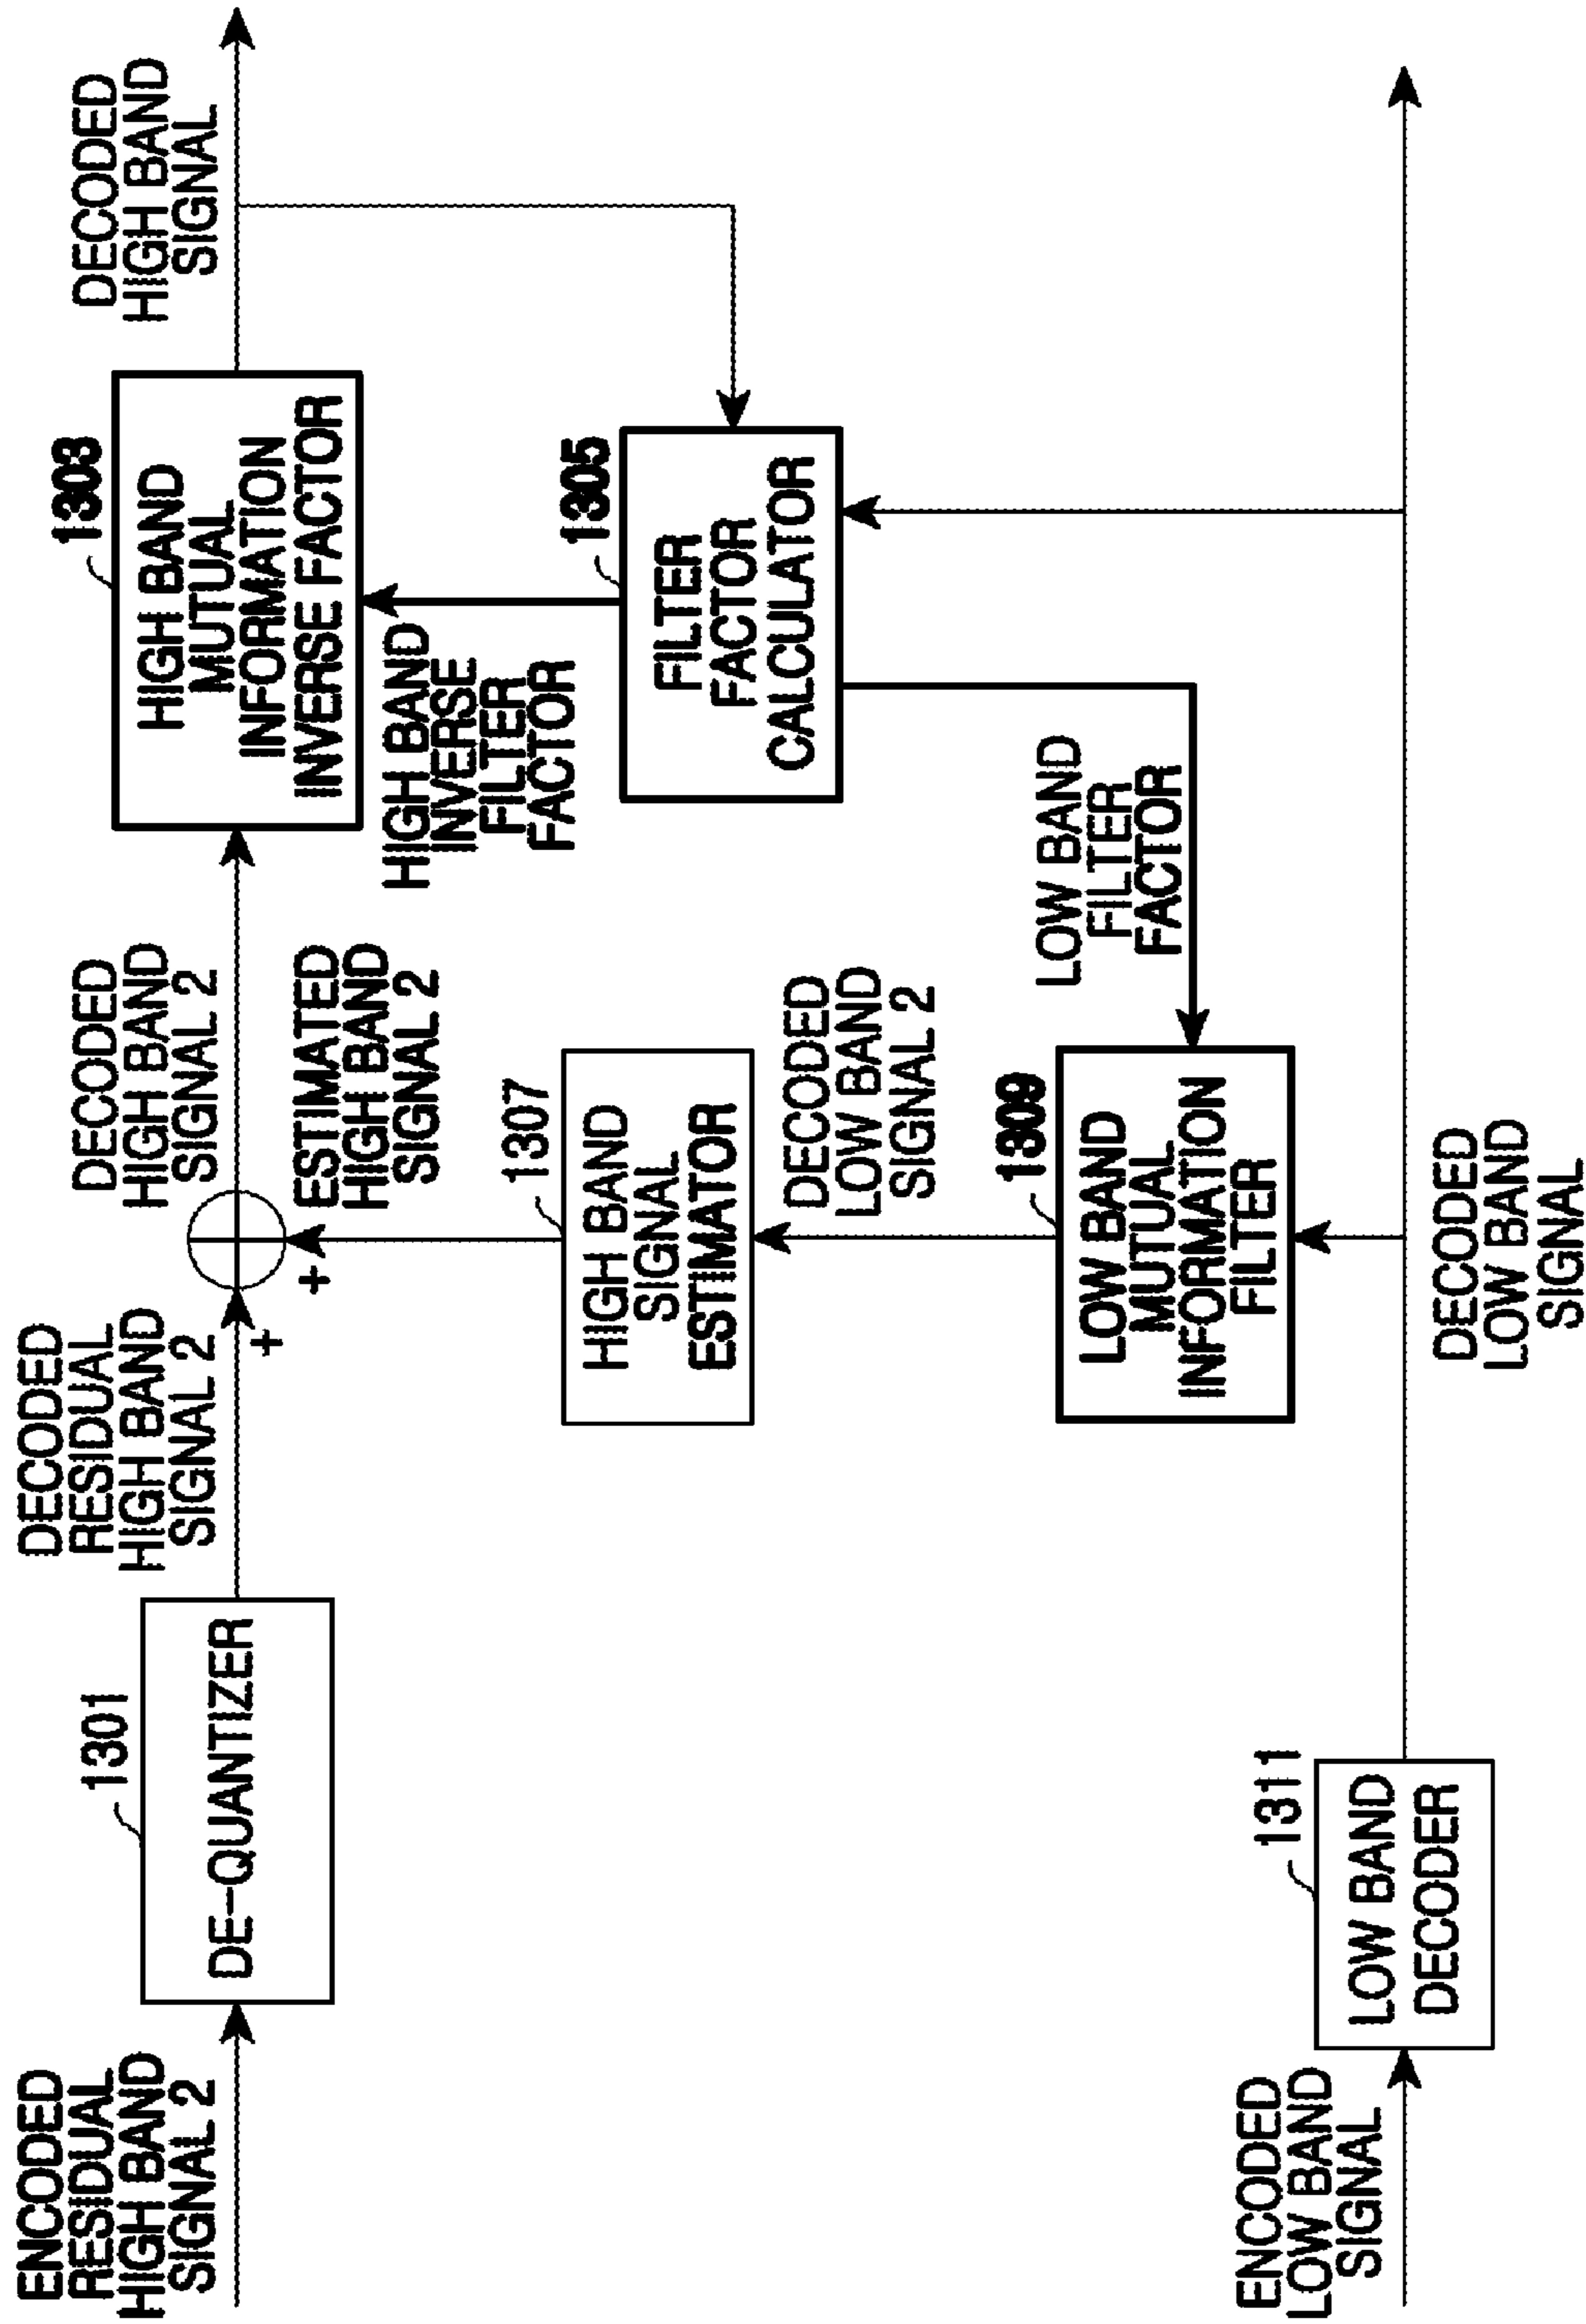 ENCODED
RESIDUAL
HIGH BAND
SIGNAL 2
1301
DE-QUANTIZER
DECODED
RESIDUAL
HIGH BAND
SIGNAL 2
+
+
DECODED
HIGH BAND
SIGNAL 2
ESTIMATED
HIGH BAND
SIGNAL 2
1303
HIGH BAND
MUTUAL
INFORMATION
INVERSE FACTOR
DECODED
HIGH BAND
SIGNAL
HIGH BAND
INVERSE
FILTER
FACTOR
1305
FILTER
FACTOR
CALCULATOR
1307
HIGH BAND
SIGNAL
ESTIMATOR
DECODED
LOW BAND
SIGNAL 2
LOW BAND
FILTER
FACTOR
1309
LOW BAND
MUTUAL
INFORMATION
FILTER
ENCODED
LOW BAND
SIGNAL
1311
LOW BAND
DECODER
DECODED
LOW BAND
SIGNAL